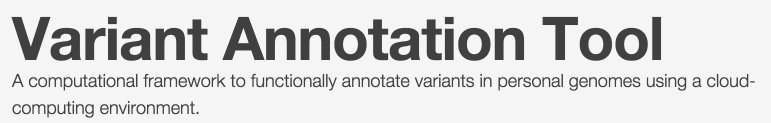 Variant Annotation Tool
A computational framework to functionally annotate variants in personal genomes using a cloud-
computing environment.